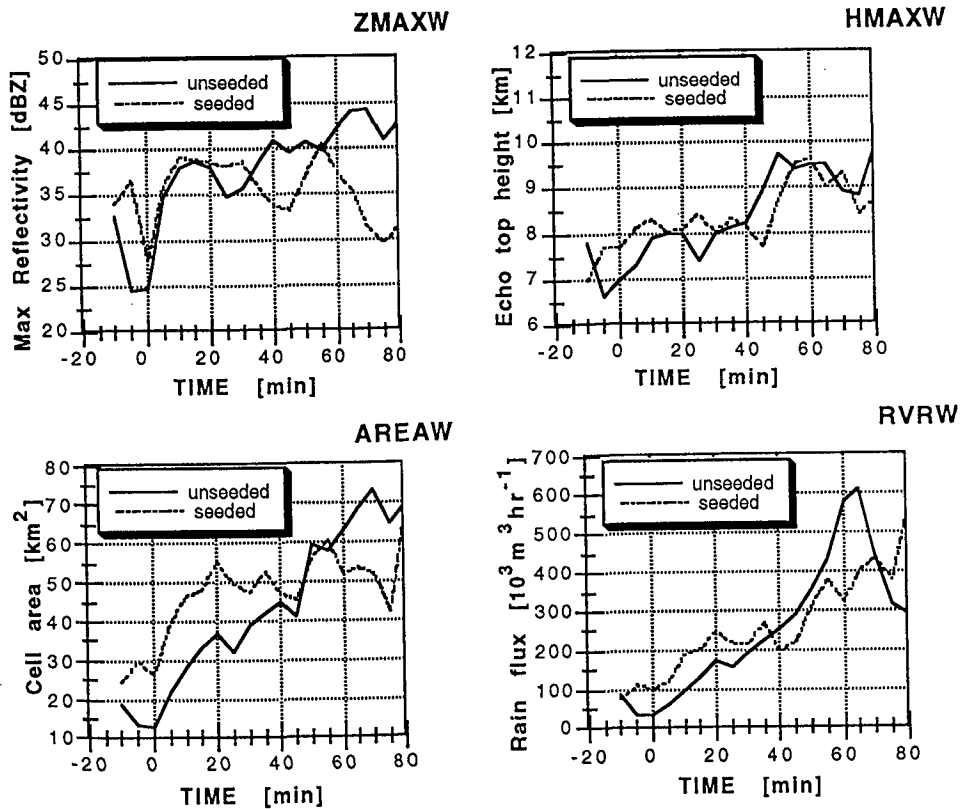 ZMAXW
Max Reflectivity [dBZ]
50
45
40
35
30
25
20
unseeded
seeded
-20 0 20 40 60 80
TIME [min]
HMAXW
Echo top height [km]
12
11
10
9
8
7
6
unseeded
seeded
-20 0 20 40 60 80
TIME [min]
AREAW
Cell area [km2]
80
70
60
50
40
30
20
10
unseeded
seeded
-20 0 20 40 60 80
TIME [min]
RVRW
Rain flux [103m3hr-1]
700
600
500
400
300
200
100
0
unseeded
seeded
-20 0 20 40 60 80
TIME [min]